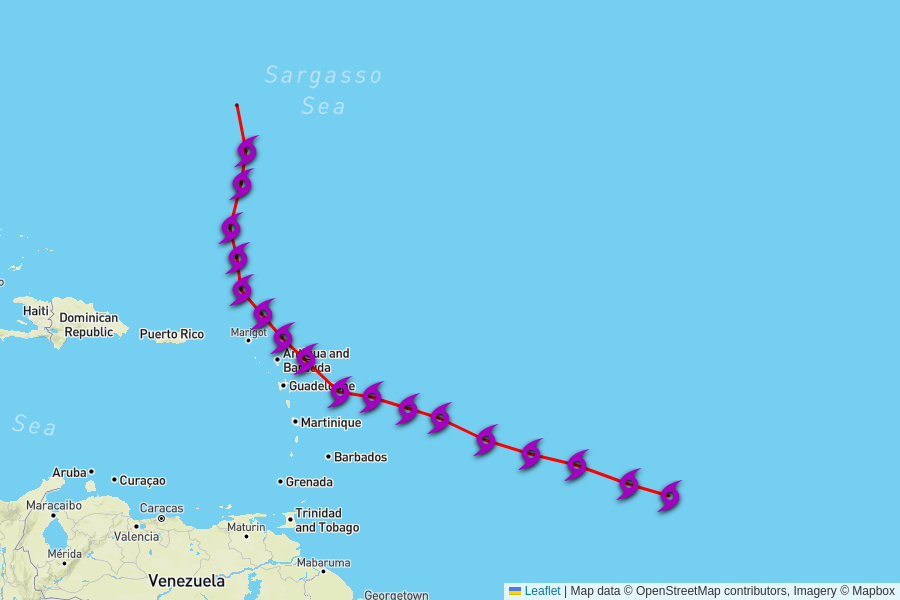 Sargasso
Sea
Haiti
Dominican
Republic
Puerto Rico
Marigot
Antigua and
Barbuda
Guadeloupe
Martinique
Sea
Barbados
Aruba
Curaçao
Grenada
Maracaibo
Caracas
Trinidad
and Tobago
Valencia
Maturin
Mérida
Mabaruma
Venezuela
Georgetown
Leaflet | Map data © OpenStreetMap contributors, Imagery © Mapbox